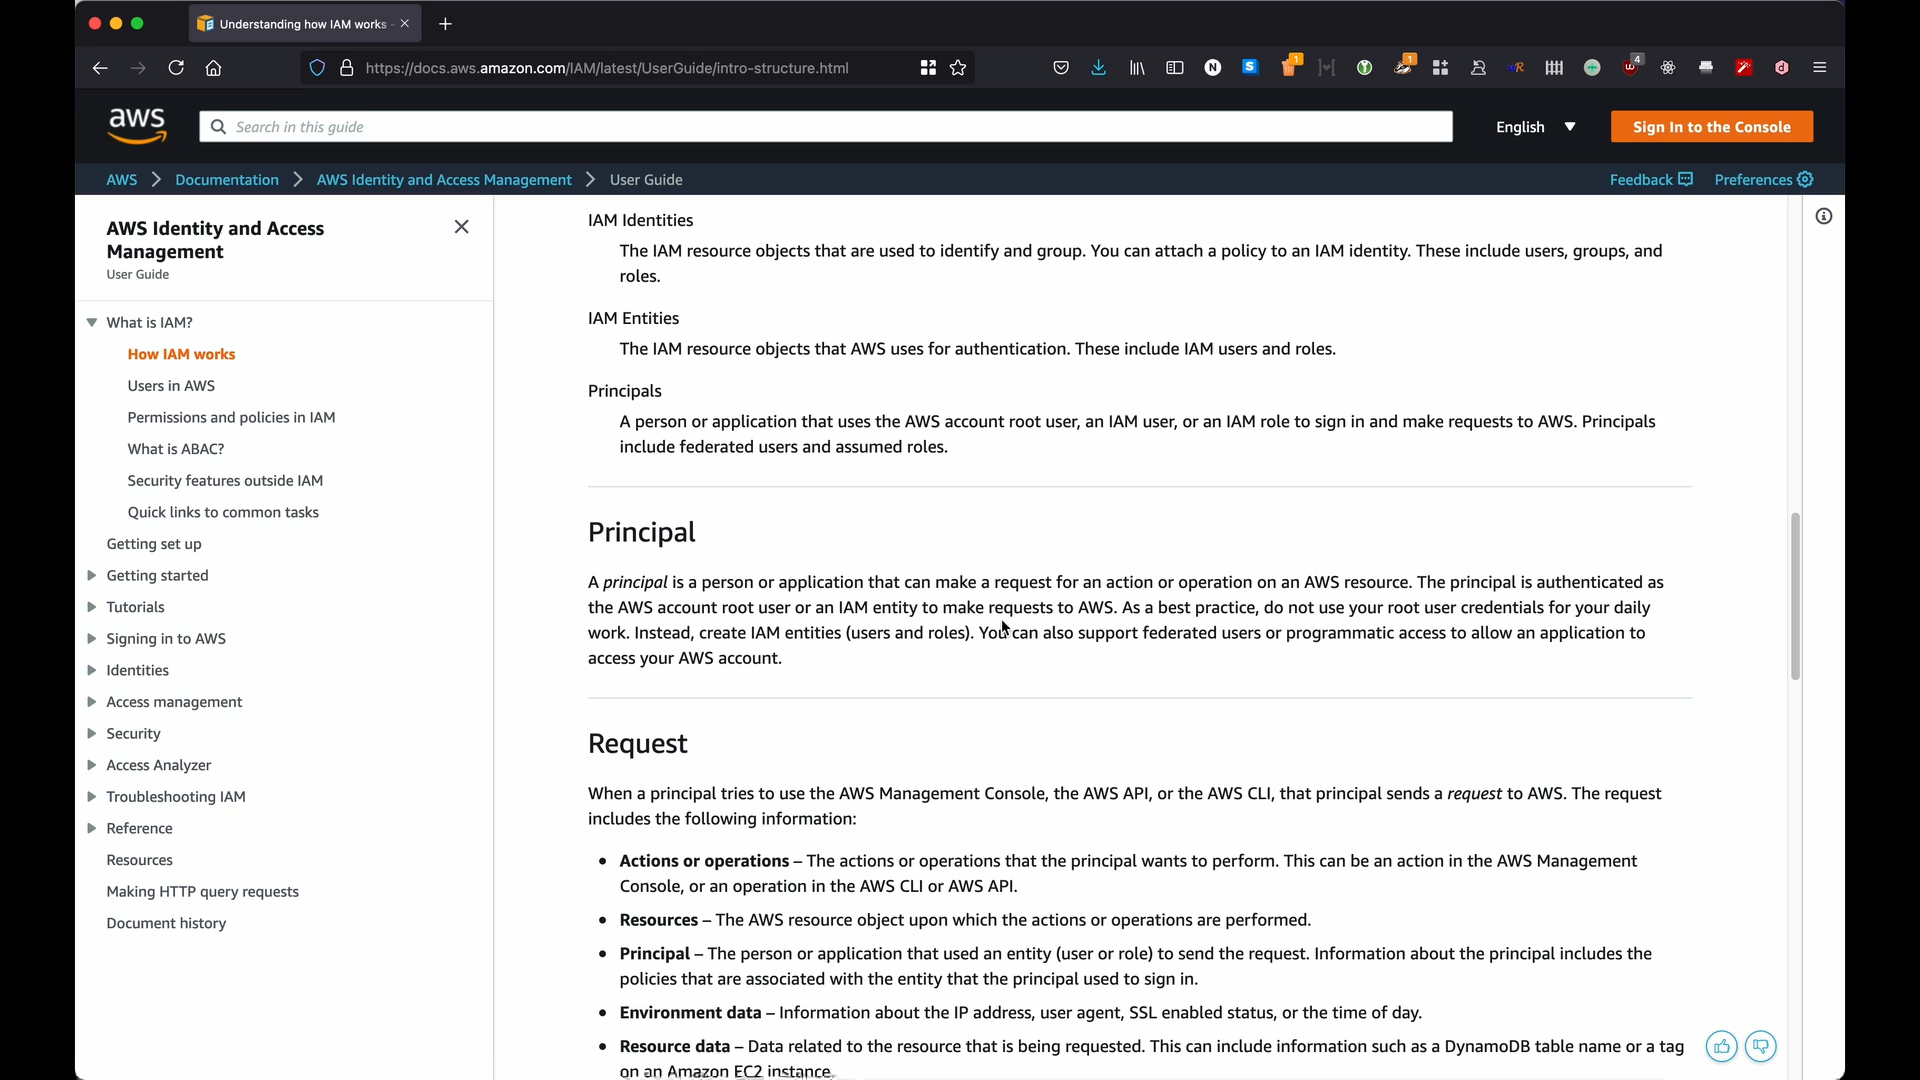 Understanding how IAM works -
https://docs.aws.amazon.com/IAM/latest/UserGuide/intro-structure.html
N
S
1
1
4
aws
Search in this guide
English
Sign In to the Console
AWS
Documentation
AWS Identity and Access Management
User Guide
Feedback
Preferences
AWS Identity and Access
Management
User Guide
What is IAM?
How IAM works
Users in AWS
Permissions and policies in IAM
What is ABAC?
Security features outside IAM
Quick links to common tasks
Getting set up
Getting started
Tutorials
Signing in to AWS
Identities
Access management
Security
Access Analyzer
Troubleshooting IAM
Reference
Resources
Making HTTP query requests
Document history
IAM Identities
The IAM resource objects that are used to identify and group. You can attach a policy to an IAM identity. These include users, groups, and
roles.
IAM Entities
The IAM resource objects that AWS uses for authentication. These include IAM users and roles.
Principals
A person or application that uses the AWS account root user, an IAM user, or an IAM role to sign in and make requests to AWS. Principals
include federated users and assumed roles.
Principal
A principal is a person or application that can make a request for an action or operation on an AWS resource. The principal is authenticated as
the AWS account root user or an IAM entity to make requests to AWS. As a best practice, do not use your root user credentials for your daily
work. Instead, create IAM entities (users and roles). You can also support federated users or programmatic access to allow an application to
access your AWS account.
Request
When a principal tries to use the AWS Management Console, the AWS API, or the AWS CLI, that principal sends a request to AWS. The request
includes the following information:
• Actions or operations – The actions or operations that the principal wants to perform. This can be an action in the AWS Management
Console, or an operation in the AWS CLI or AWS API.
• Resources – The AWS resource object upon which the actions or operations are performed.
• Principal – The person or application that used an entity (user or role) to send the request. Information about the principal includes the
policies that are associated with the entity that the principal used to sign in.
• Environment data – Information about the IP address, user agent, SSL enabled status, or the time of day.
• Resource data – Data related to the resource that is being requested. This can include information such as a DynamoDB table name or a tag
on an Amazon EC2 instance.